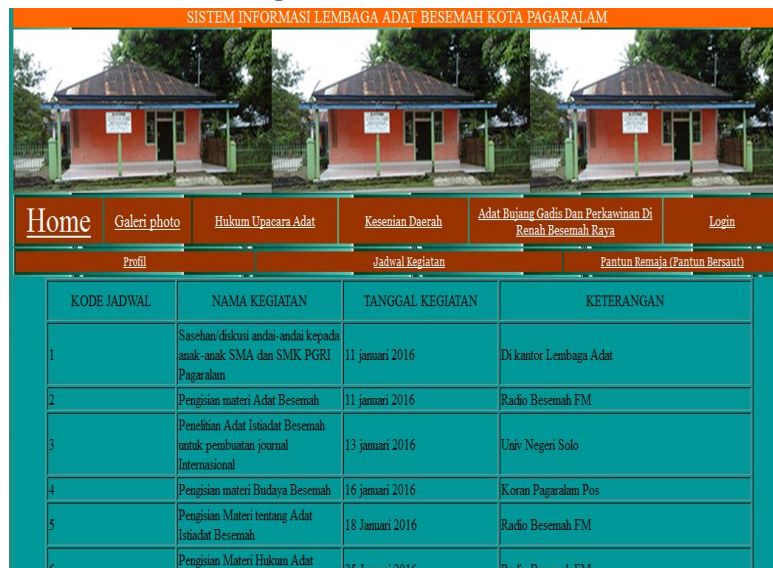 SISTEM INFORMASI LEMBAGA ADAT BESEMAH KOTA PAGARALAM
Home
Galeri photo
Hukum Upacara Adat
Kesenian Daerah
Adat Bujang Gadis Dan Perkawinan Di
Renah Besemah Raya
Login
Profil
Jadwal Kegiatan
Pantun Remaja (Pantun Bersaut)
KODE JADWAL
NAMA KEGIATAN
TANGGAL KEGIATAN
KETERANGAN
1
Sasehan/diskusi andai-andai kepada
anak-anak SMA dan SMK PGRI
Pagaralam
11 januari 2016
Di kantor Lembaga Adat
2
Pengisian materi Adat Besemah
11 januari 2016
Radio Besemah FM
3
Penelitian Adat Istiadat Besemah
untuk pembuatan journal
Internasional
13 januari 2016
Univ Negeri Solo
4
Pengisian materi Budaya Besemah
16 januari 2016
Koran Pagaralam Pos
5
Pengisian Materi tentang Adat
Istiadat Besemah
18 Januari 2016
Radio Besemah FM
Pengisian Materi Hukum Adat